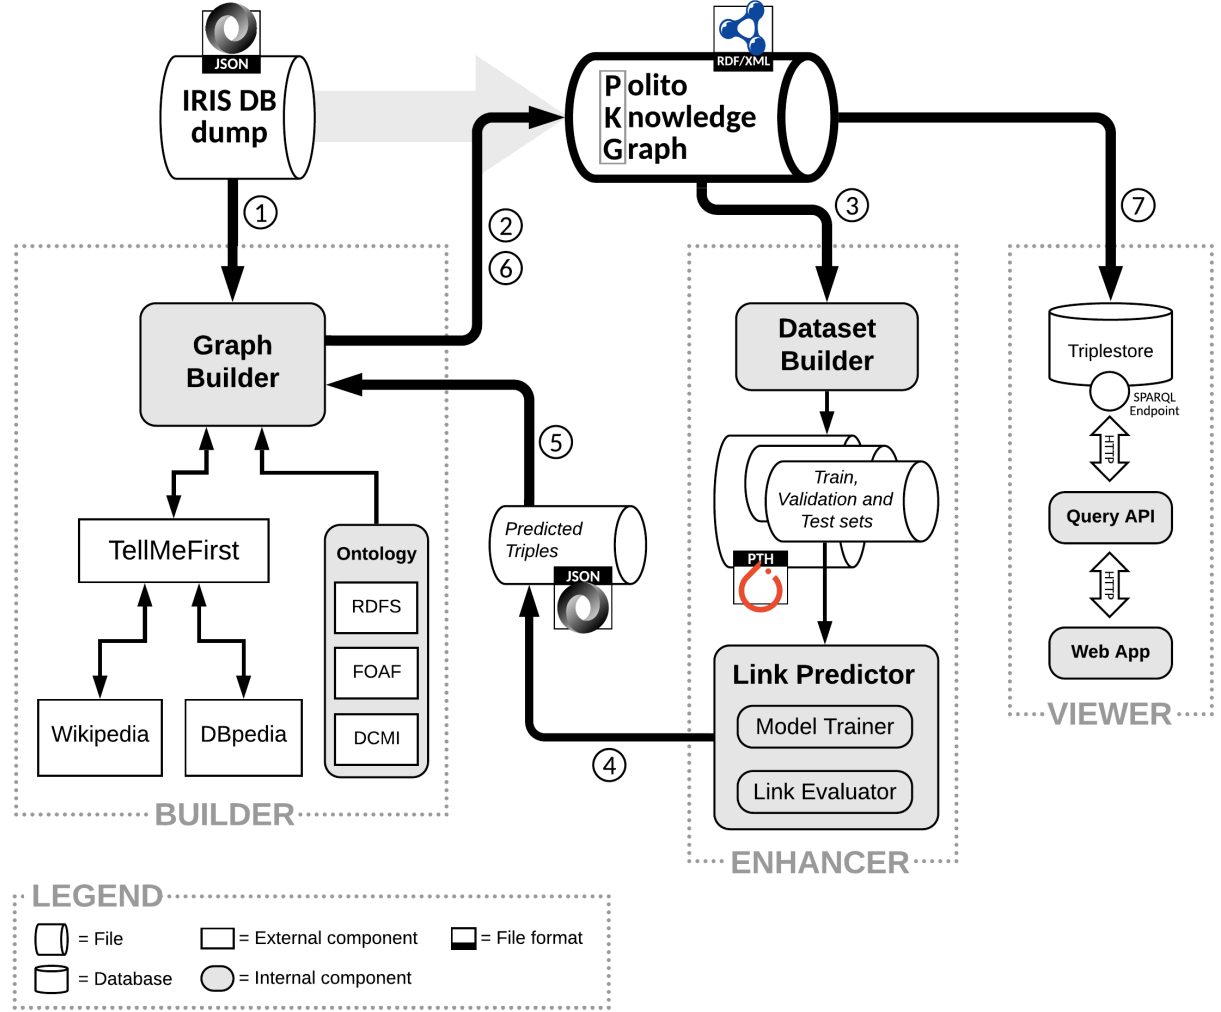 JSON
IRIS DB
dump
RDF/XML
Polito
Knowledge
Graph
1
2
6
3
7
Graph
Builder
Dataset
Builder
Triplestore
SPARQL
Endpoint
HTTP
Query API
HTTP
Web App
VIEWER
5
Predicted
Triples
JSON
4
Train,
Validation and
Test sets
PTH
Link Predictor
Model Trainer
Link Evaluator
ENHANCER
TellMeFirst
Wikipedia
DBpedia
Ontology
RDFS
FOAF
DCMI
BUILDER
LEGEND
= File
= External component
= File format
= Database
= Internal component